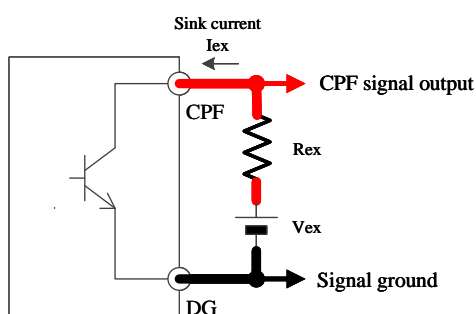 Sink current
Iex
CPF signal output
CPF
Rex
Vex
Signal ground
DG